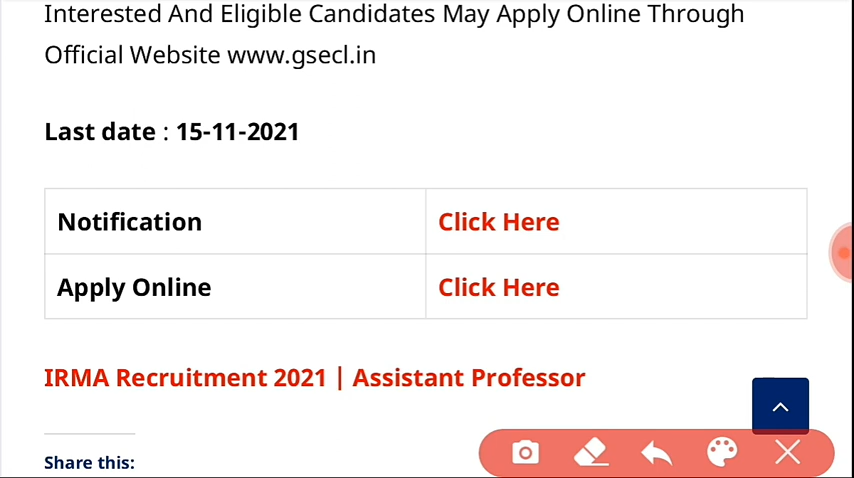 Interested And Eligible Candidates May Apply Online Through
Official Website www.gsecl.in
Last date : 15-11-2021
Notification Click Here
Apply Online Click Here
IRMA Recruitment 2021 | Assistant Professor
Share this: